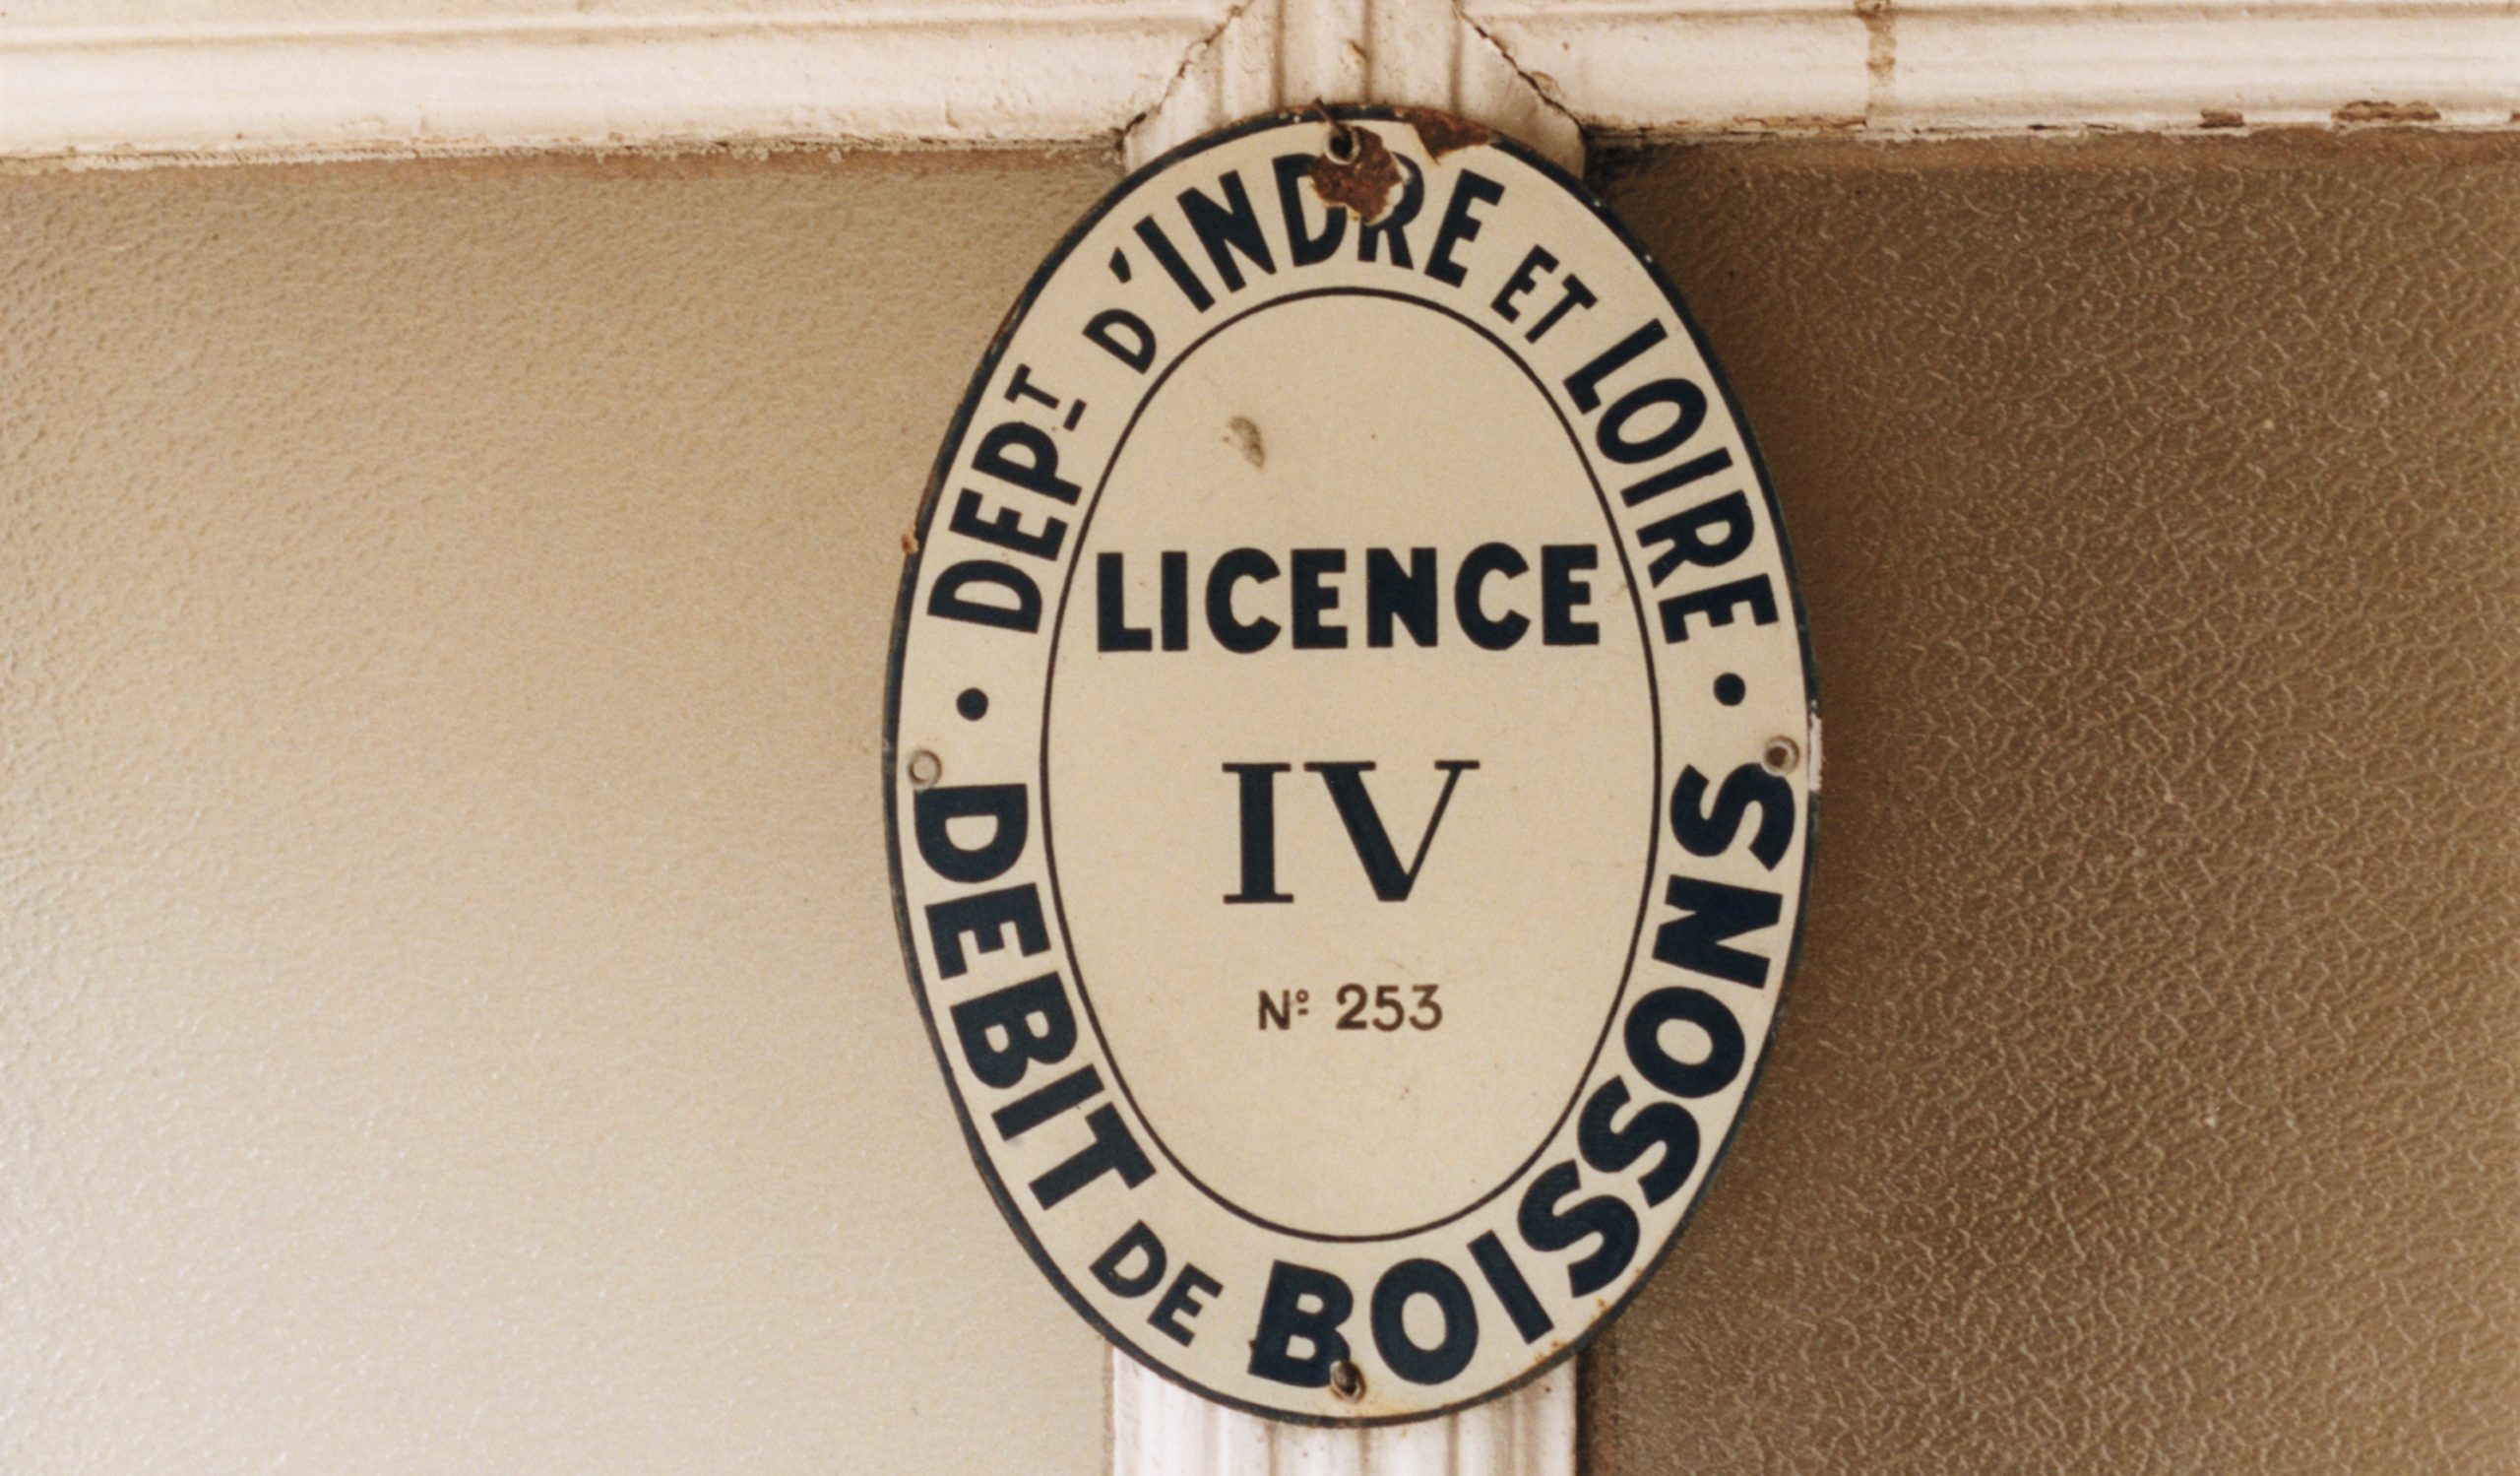 DEPT D'INDRE ET LOIRE
LICENCE
IV
Nº 253
DEBIT DE BOISSONS